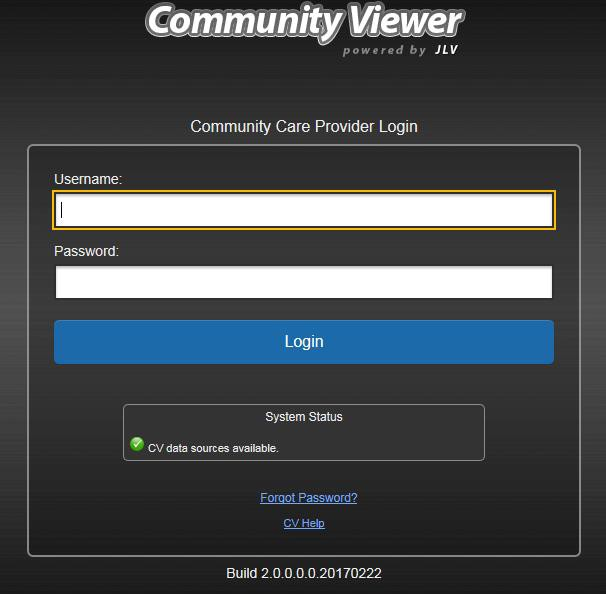 Community Viewer
powered by JLV
Community Care Provider Login
Username:
Password:
Login
System Status
CV data sources available.
Forgot Password?
CV Help
Build 2.0.0.0.0.20170222